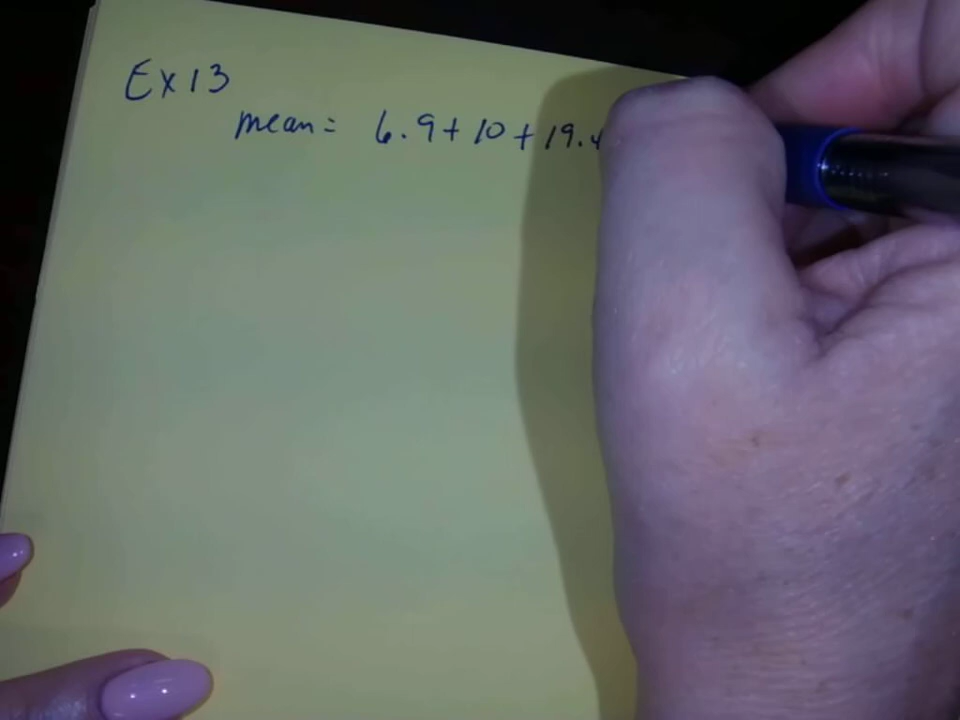 Ex 13
mean = 6.9 + 10 + 19.